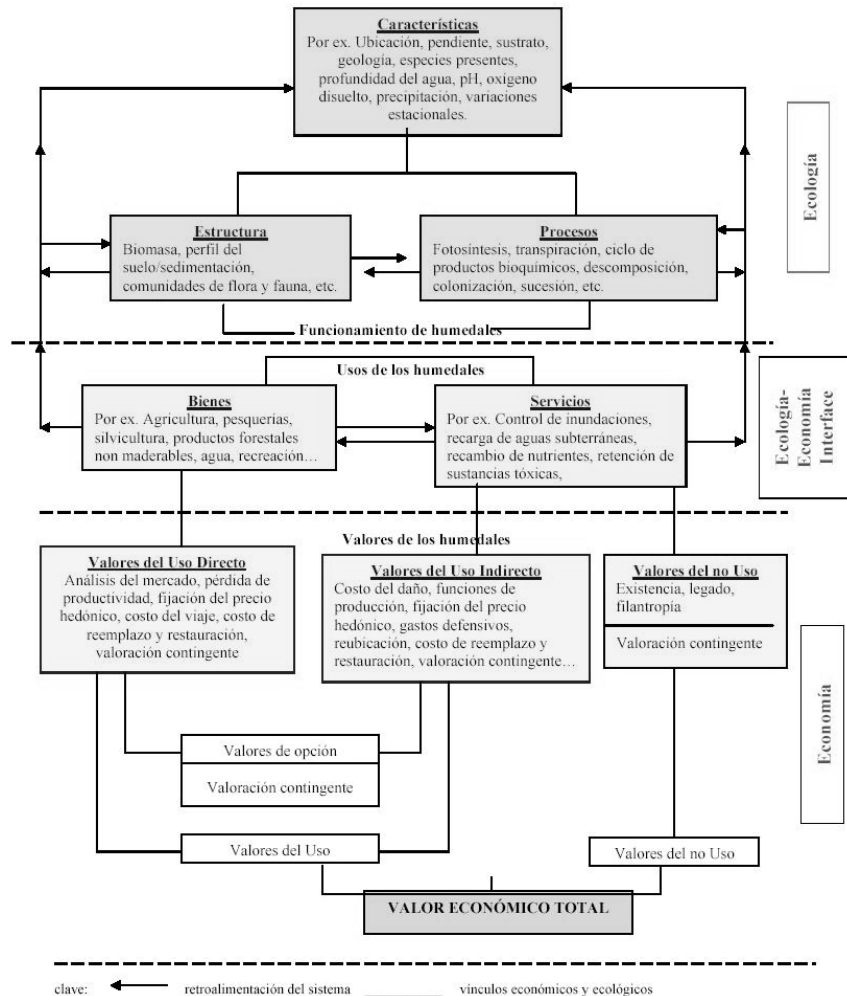 Características
Por ex. Ubicación, pendiente, sustrato,
geología, especies presentes,
profundidad del agua, pH, oxigeno
disuelto, precipitación, variaciones
estacionales.
Ecología
Estructura
Biomasa, perfil del
suelo/sedimentación,
comunidades de flora y fauna, etc.
Procesos
Fotosíntesis, transpiración, ciclo de
productos bioquímicos, descomposición,
colonización, sucesión, etc.
Funcionamiento de humedales
Usos de los humedales
Bienes
Por ex. Agricultura, pesquerías,
silvicultura, productos forestales
non maderables, agua, recreación…
Servicios
Por ex. Control de inundaciones,
recarga de aguas subterráneas,
recambio de nutrientes, retención de
sustancias tóxicas,
Ecología-
Economía
Interface
Valores de los humedales
Valores del Uso Directo
Análisis del mercado, pérdida de
productividad, fijación del precio
hedónico, costo del viaje, costo de
reemplazo y restauración,
valoración contingente
Valores del Uso Indirecto
Costo del daño, funciones de
producción, fijación del precio
hedónico, gastos defensivos,
reubicación, costo de reemplazo y
restauración, valoración contingente…
Valores del no Uso
Existencia, legado,
filantropía
Valoración contingente
Economía
Valores de opción
Valoración contingente
Valores del Uso
Valores del no Uso
VALOR ECONÓMICO TOTAL
clave: retroalimentación del sistema vínculos económicos y ecológicos